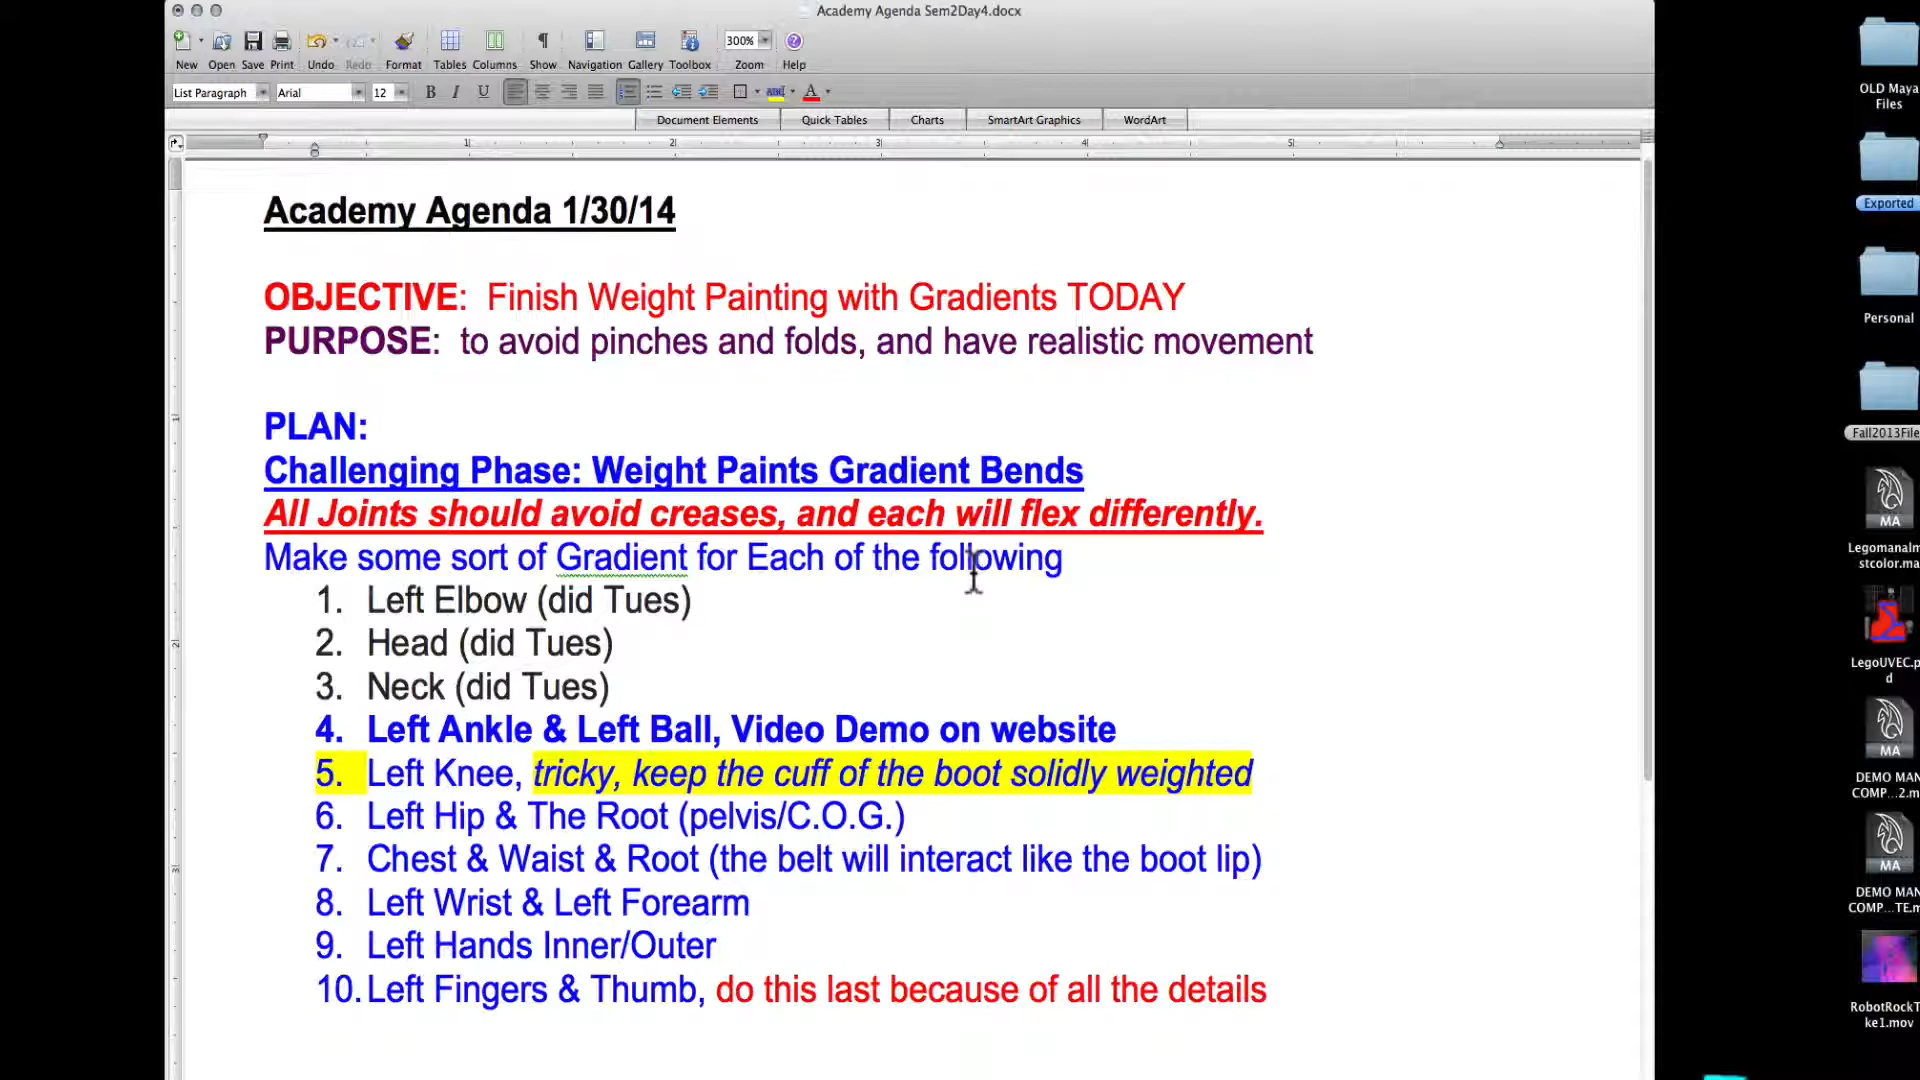 Academy Agenda Sem2Day4.docx
New Open Save Print Undo Redo Format Tables Columns Show Navigation Gallery Toolbox Zoom Help
300%
List Paragraph Arial 12 B I U A
Document Elements Quick Tables Charts SmartArt Graphics WordArt
1 2 3 4 5
Academy Agenda 1/30/14
OBJECTIVE: Finish Weight Painting with Gradients TODAY
PURPOSE: to avoid pinches and folds, and have realistic movement
PLAN:
Challenging Phase: Weight Paints Gradient Bends
All Joints should avoid creases, and each will flex differently.
Make some sort of Gradient for Each of the following
1. Left Elbow (did Tues)
2. Head (did Tues)
3. Neck (did Tues)
4. Left Ankle & Left Ball, Video Demo on website
5. Left Knee, tricky, keep the cuff of the boot solidly weighted
6. Left Hip & The Root (pelvis/C.O.G.)
7. Chest & Waist & Root (the belt will interact like the boot lip)
8. Left Wrist & Left Forearm
9. Left Hands Inner/Outer
10. Left Fingers & Thumb, do this last because of all the details
OLD Maya
Files
Exported
Personal
Fall2013File
MA
Legomanalm
stcolor.ma
LegoUVEC.p
d
MA
DEMO MAN
COMP...2.m
MA
DEMO MAN
COMP...TE.m
RobotRockT
ke1.mov